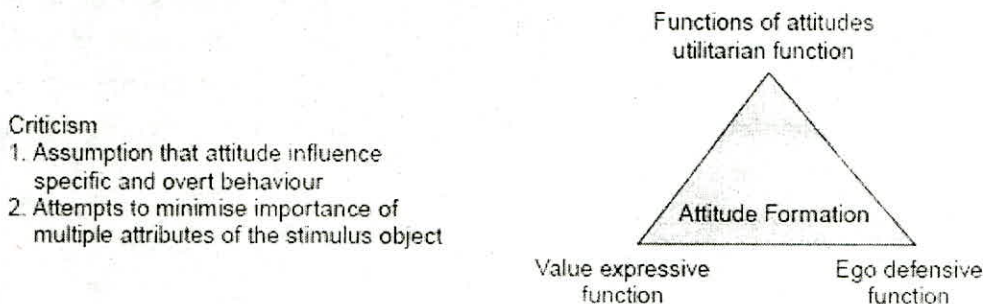 Criticism
1. Assumption that attitude influence
specific and overt behaviour
2. Attempts to minimise importance of
multiple attributes of the stimulus object
Functions of attitudes
utilitarian function
Attitude Formation
Value expressive
function
Ego defensive
function